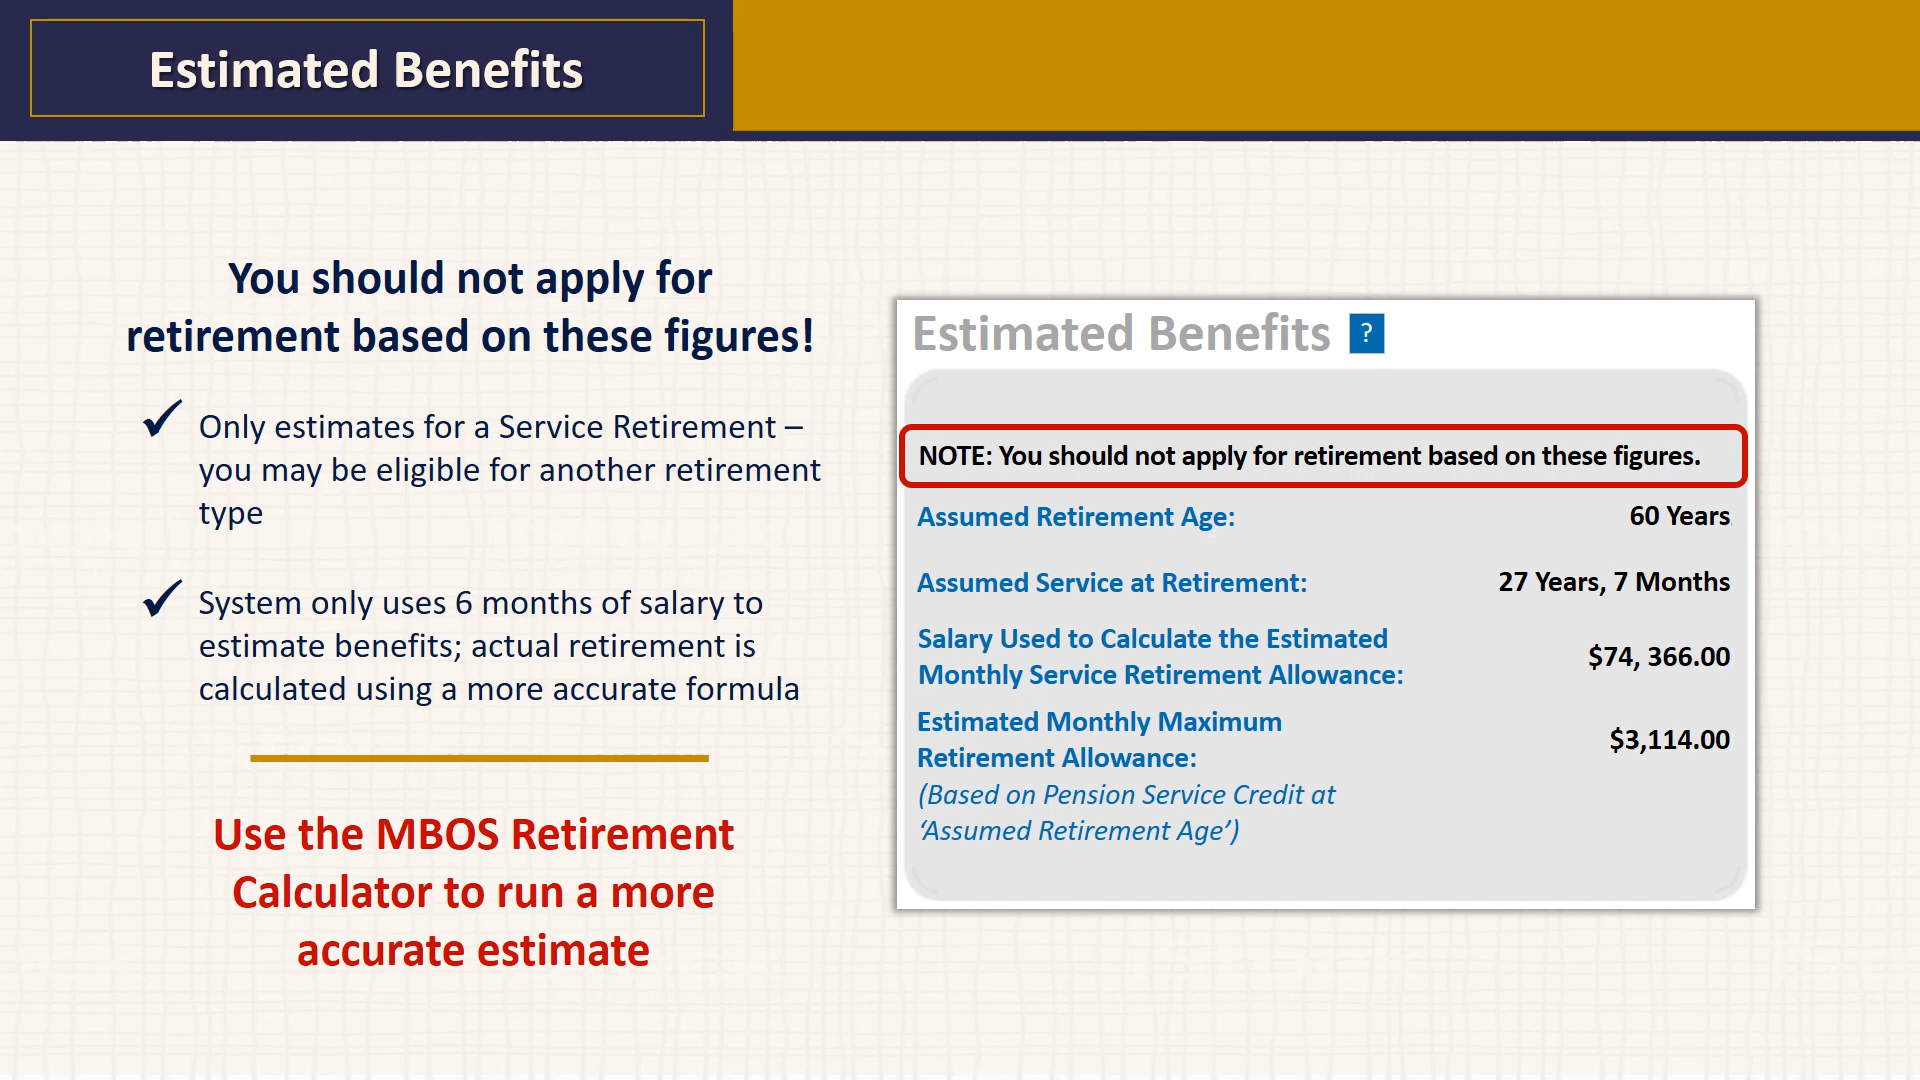 Estimated Benefits
You should not apply for
retirement based on these figures!
✓ Only estimates for a Service Retirement –
you may be eligible for another retirement
type
✓ System only uses 6 months of salary to
estimate benefits; actual retirement is
calculated using a more accurate formula
Use the MBOS Retirement
Calculator to run a more
accurate estimate
Estimated Benefits ?
NOTE: You should not apply for retirement based on these figures.
Assumed Retirement Age: 60 Years
Assumed Service at Retirement: 27 Years, 7 Months
Salary Used to Calculate the Estimated
Monthly Service Retirement Allowance: $74, 366.00
Estimated Monthly Maximum
Retirement Allowance: $3,114.00
(Based on Pension Service Credit at
‘Assumed Retirement Age’)